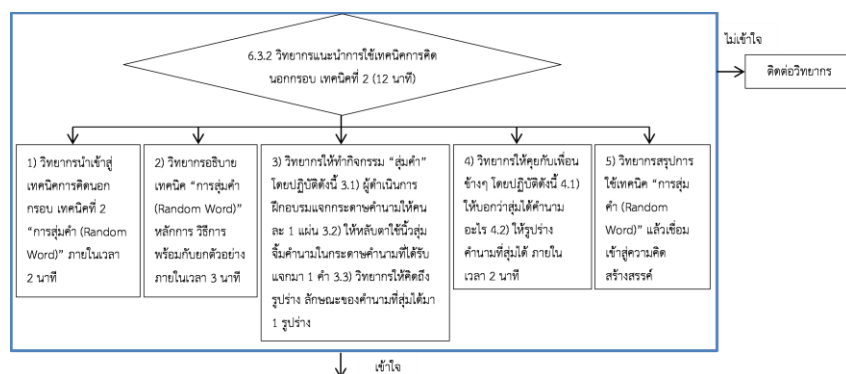 6.3.2 วิทยากรแนะนำการใช้เทคนิคการคิด
นอกกรอบ เทคนิคที่ 2 (12 นาที)
ไม่เข้าใจ
ติดต่อวิทยากร
1) วิทยากรนำเข้าสู่
เทคนิคการคิดนอก
กรอบ เทคนิคที่ 2
“การสุ่มคำ (Random
Word)” ภายในเวลา
2 นาที
2) วิทยากรอธิบาย
เทคนิค “การสุ่มคำ
(Random Word)”
หลักการ วิธีการ
พร้อมกับยกตัวอย่าง
ภายในเวลา 3 นาที
3) วิทยากรให้ทำกิจกรรม “สุ่มคำ”
โดยปฏิบัติดังนี้ 3.1) ผู้ดำเนินการ
ฝึกอบรมแจกกระดาษคำนามให้คน
ละ 1 แผ่น 3.2) ให้หลับตาใช้นิ้วสุ่ม
จิ้มคำนามในกระดาษคำนามที่ได้รับ
แจกมา 1 คำ 3.3) วิทยากรให้คิดถึง
รูปร่าง ลักษณะของคำนามที่สุ่มได้มา
1 รูปร่าง
4) วิทยากรให้คุยกับเพื่อน
ข้างๆ โดยปฏิบัติดังนี้ 4.1)
ให้บอกว่าสุ่มได้คำนาม
อะไร 4.2) ให้รูปร่าง
คำนามที่สุ่มได้ ภายใน
เวลา 2 นาที
5) วิทยากรสรุปการ
ใช้เทคนิค “การสุ่ม
คำ (Random
Word)” แล้วเชื่อม
เข้าสู่ความคิด
สร้างสรรค์
เข้าใจ